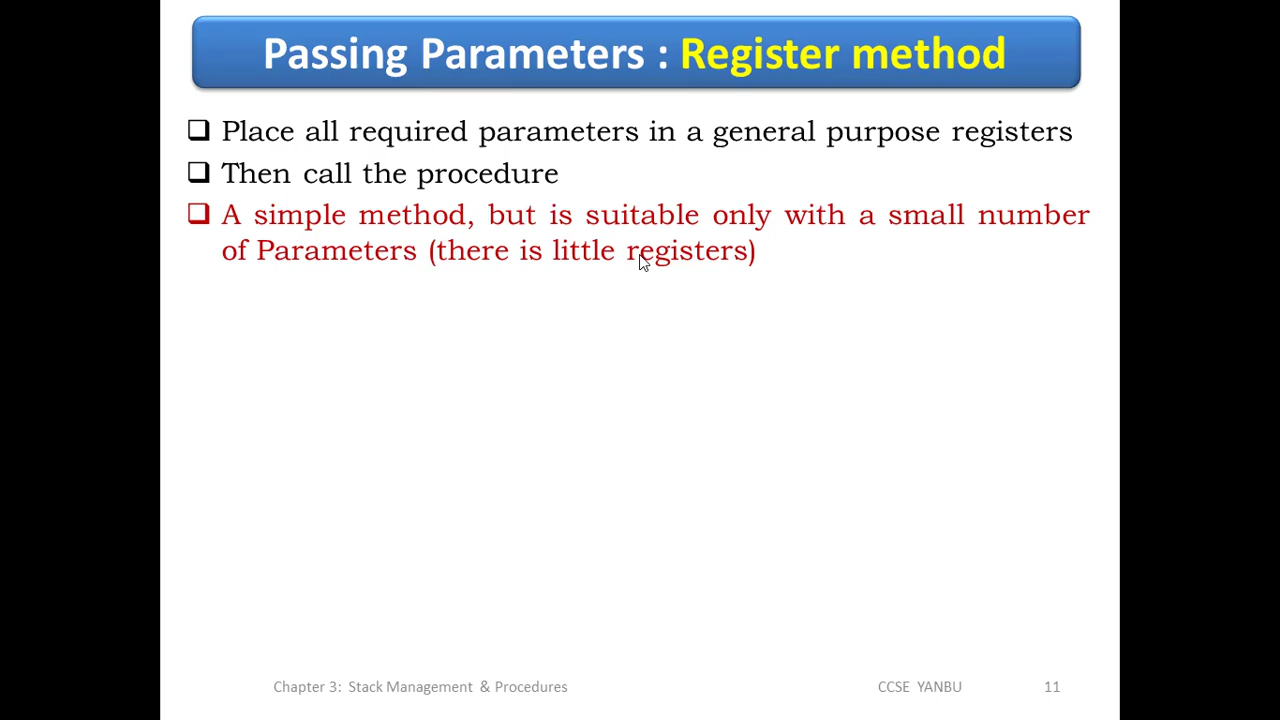 Passing Parameters : Register method
❑ Place all required parameters in a general purpose registers
❑ Then call the procedure
❑ A simple method, but is suitable only with a small number
of Parameters (there is little registers)
Chapter 3: Stack Management & Procedures CCSE YANBU 11